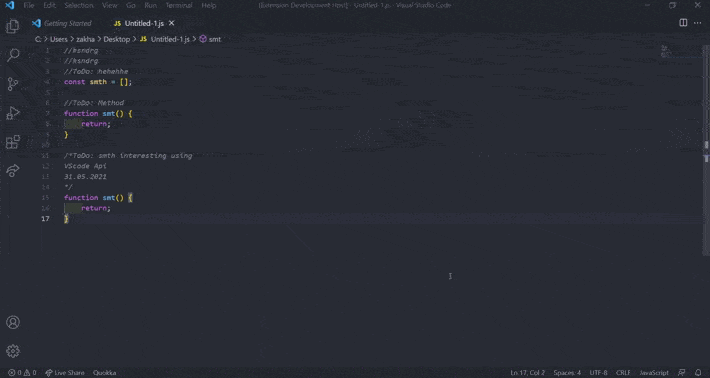 File Edit Selection View Go Run Terminal Help [Extension Development Host] - Untitled-1.js - Visual Studio Code
Getting Started JS Untitled-1.js
C: > Users > zakha > Desktop > JS Untitled-1.js > smt
1 //ksndrg
2 //ksndrg
3 //ToDo: hehehhe
4 const smth = [];
5
6 //ToDo: Method
7 function smt() {
8 return;
9 }
10
11 /*ToDo: smth interesting using
12 VScode Api
13 31.05.2021
14 */
15 function smt() {
16 return;
17 }
0 0 Live Share Quokka Ln 17, Col 2 Spaces: 4 UTF-8 CRLF JavaScript